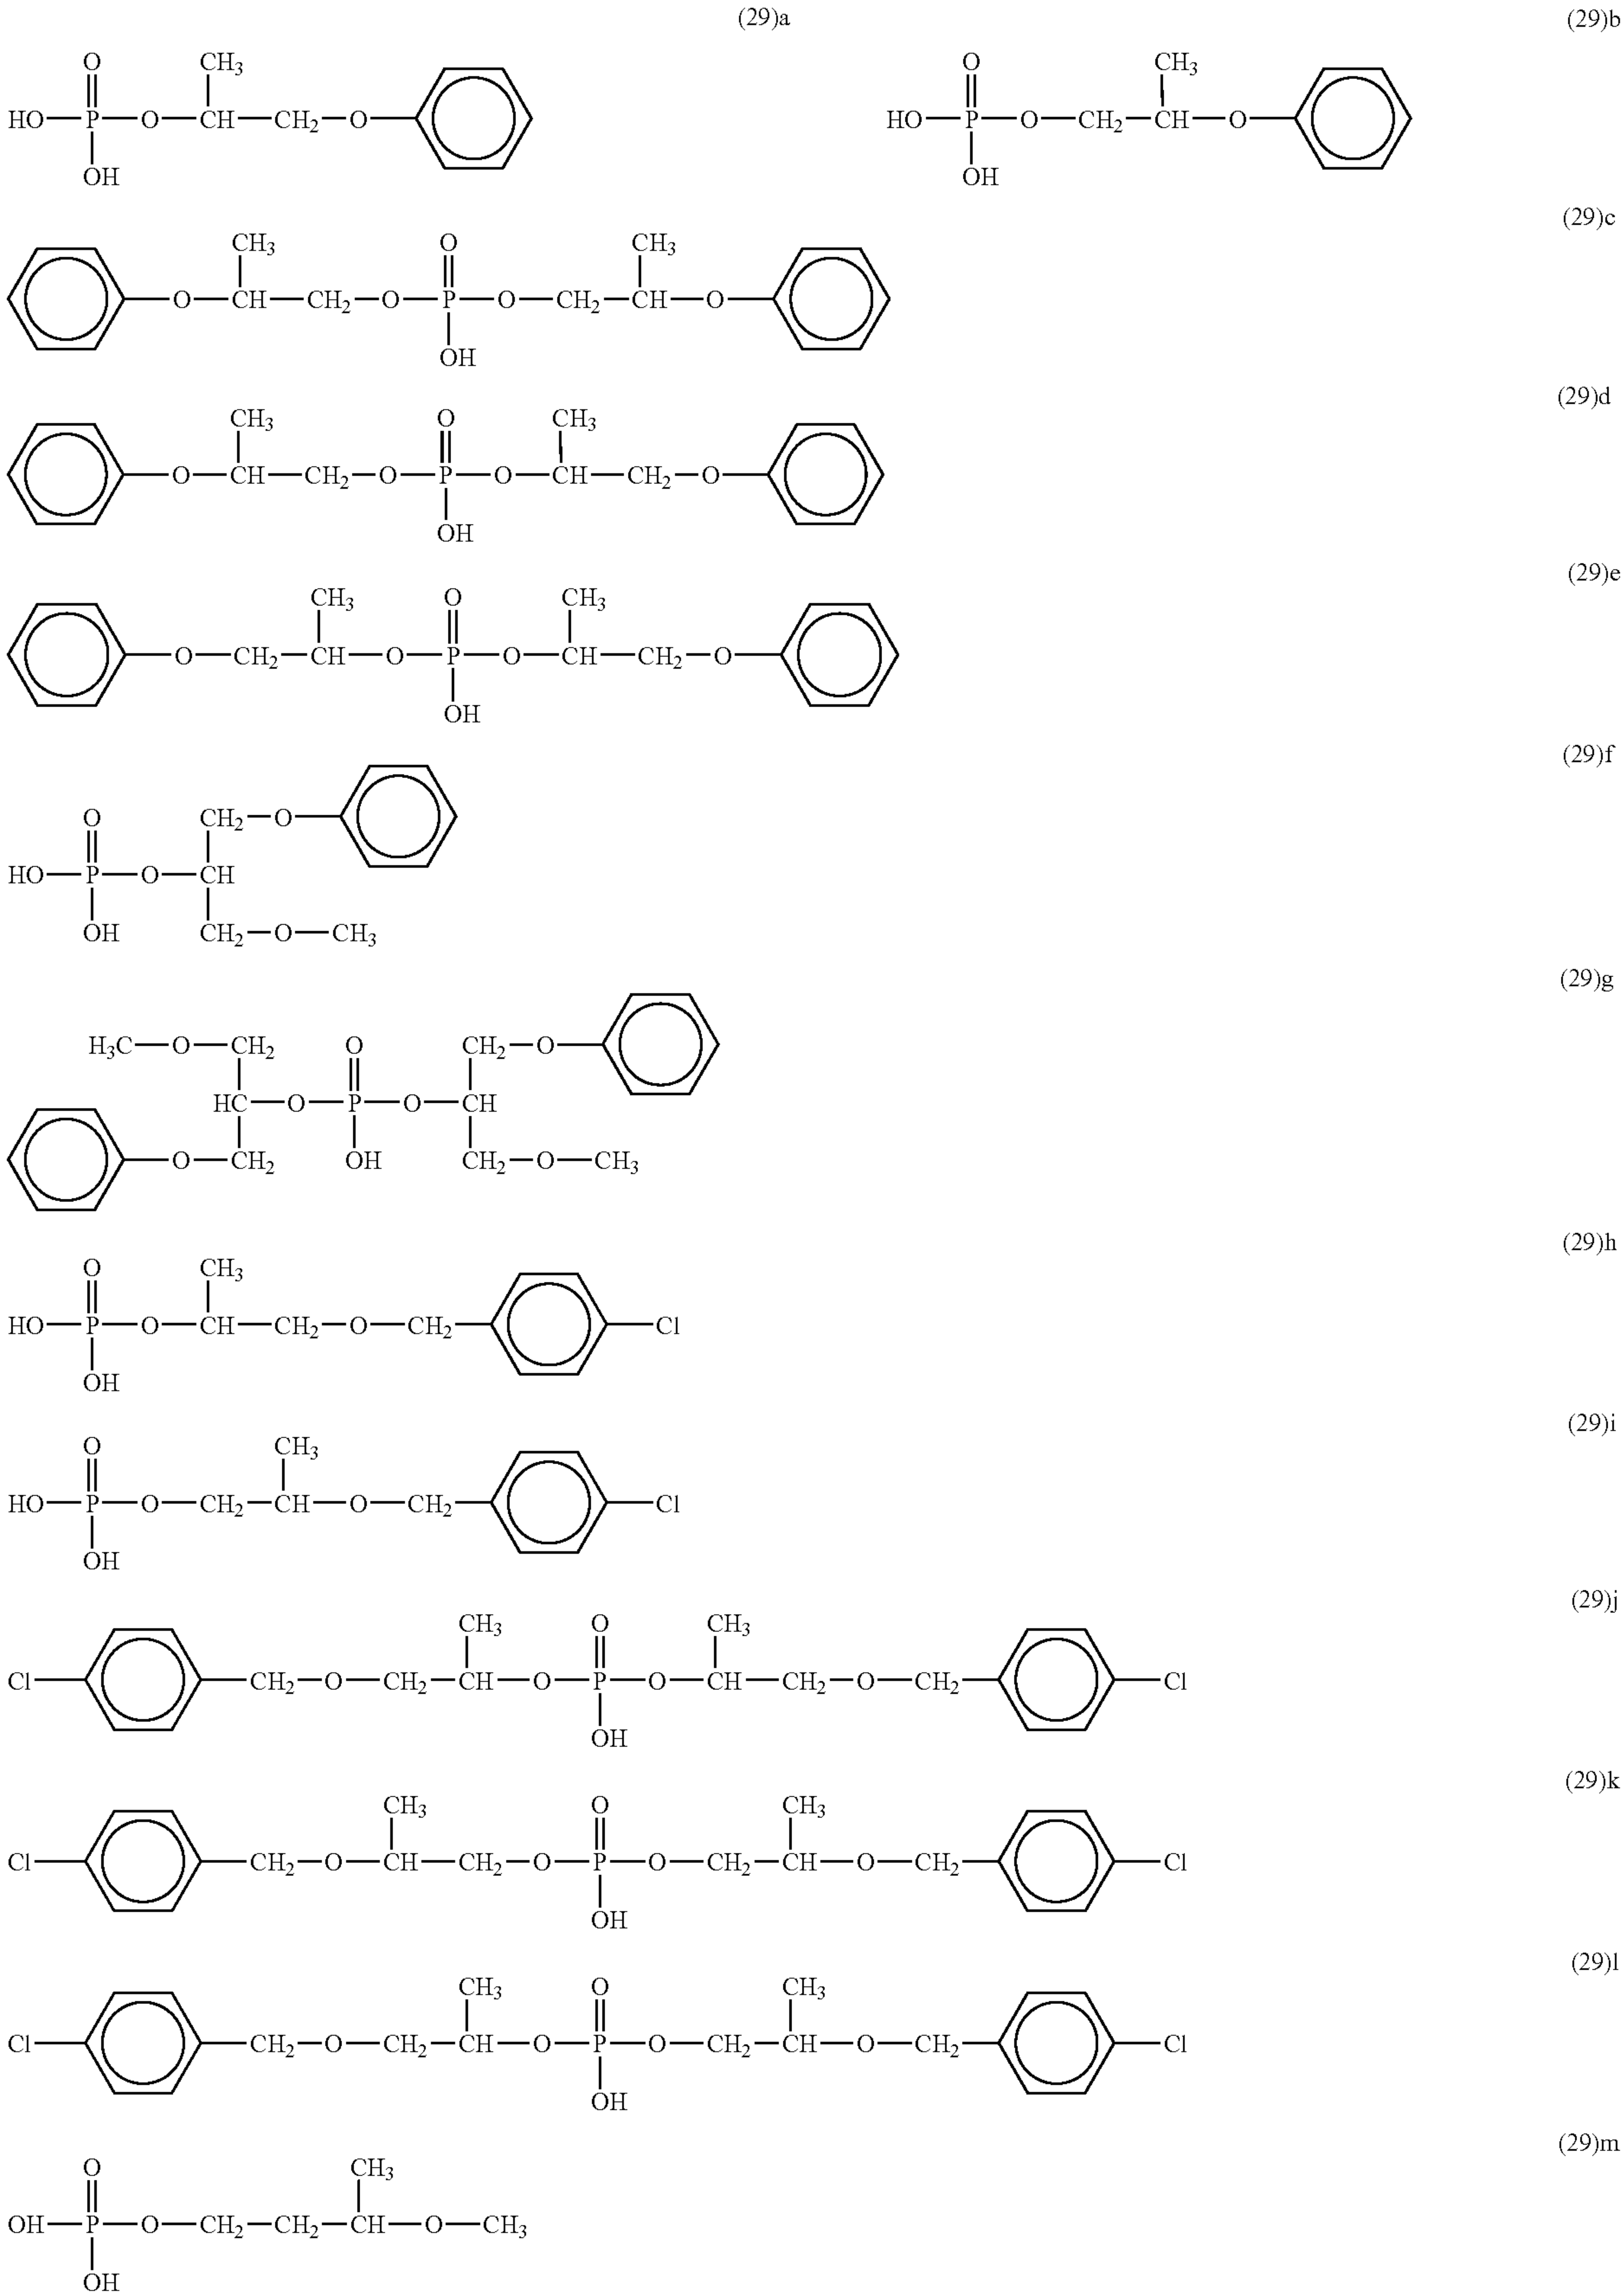 (29)a (29)b
O CH₃ O CH₃
HO P O CH CH₂ O HO P O CH₂ CH O
OH OH
(29)c
CH₃ O CH₃
O CH CH₂ O P O CH₂ CH O
OH
(29)d
CH₃ O CH₃
O CH CH₂ O P O CH CH₂ O
OH
(29)e
CH₃ O CH₃
O CH₂ CH O P O CH CH₂ O
OH
(29)f
O CH₂ O
HO P O CH
OH CH₂ O CH₃
(29)g
H₃C O CH₂ O CH₂ O
HC O P O CH
O CH₂ OH CH₂ O CH₃
(29)h
O CH₃
HO P O CH CH₂ O CH₂ Cl
OH
(29)i
O CH₃
HO P O CH₂ CH O CH₂ Cl
OH
(29)j
CH₃ O CH₃
Cl CH₂ O CH₂ CH O P O CH CH₂ O CH₂ Cl
OH
(29)k
CH₃ O CH₃
Cl CH₂ O CH CH₂ O P O CH₂ CH O CH₂ Cl
OH
(29)l
CH₃ O CH₃
Cl CH₂ O CH₂ CH O P O CH₂ CH O CH₂ Cl
OH
(29)m
O CH₃
OH P O CH₂ CH₂ CH O CH₃
OH